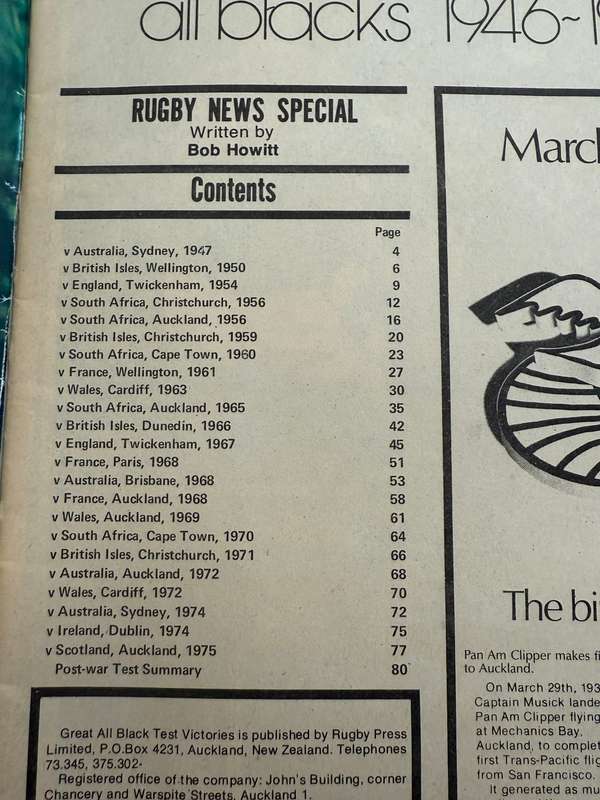 all blacks 1946~1
RUGBY NEWS SPECIAL
Written by
Bob Howitt
Contents
Page
v Australia, Sydney, 1947 4
v British Isles, Wellington, 1950 6
v England, Twickenham, 1954 9
v South Africa, Christchurch, 1956 12
v South Africa, Auckland, 1956 16
v British Isles, Christchurch, 1959 20
v South Africa, Cape Town, 1960 23
v France, Wellington, 1961 27
v Wales, Cardiff, 1963 30
v South Africa, Auckland, 1965 35
v British Isles, Dunedin, 1966 42
v England, Twickenham, 1967 45
v France, Paris, 1968 51
v Australia, Brisbane, 1968 53
v France, Auckland, 1968 58
v Wales, Auckland, 1969 61
v South Africa, Cape Town, 1970 64
v British Isles, Christchurch, 1971 66
v Australia, Auckland, 1972 68
v Wales, Cardiff, 1972 70
v Australia, Sydney, 1974 72
v Ireland, Dublin, 1974 75
v Scotland, Auckland, 1975 77
Post-war Test Summary 80
Great All Black Test Victories is published by Rugby Press
Limited, P.O.Box 4231, Auckland, New Zealand. Telephones
73.345, 375.302-
Registered office of the company: John's Building, corner
Chancery and Warspite Streets, Auckland 1.
Marc
The bi
Pan Am Clipper makes fi
to Auckland.
On March 29th, 193
Captain Musick lande
Pan Am Clipper flying
at Mechanics Bay.
Auckland, to complet
first Trans-Pacific flig
from San Francisco.
It generated as mu